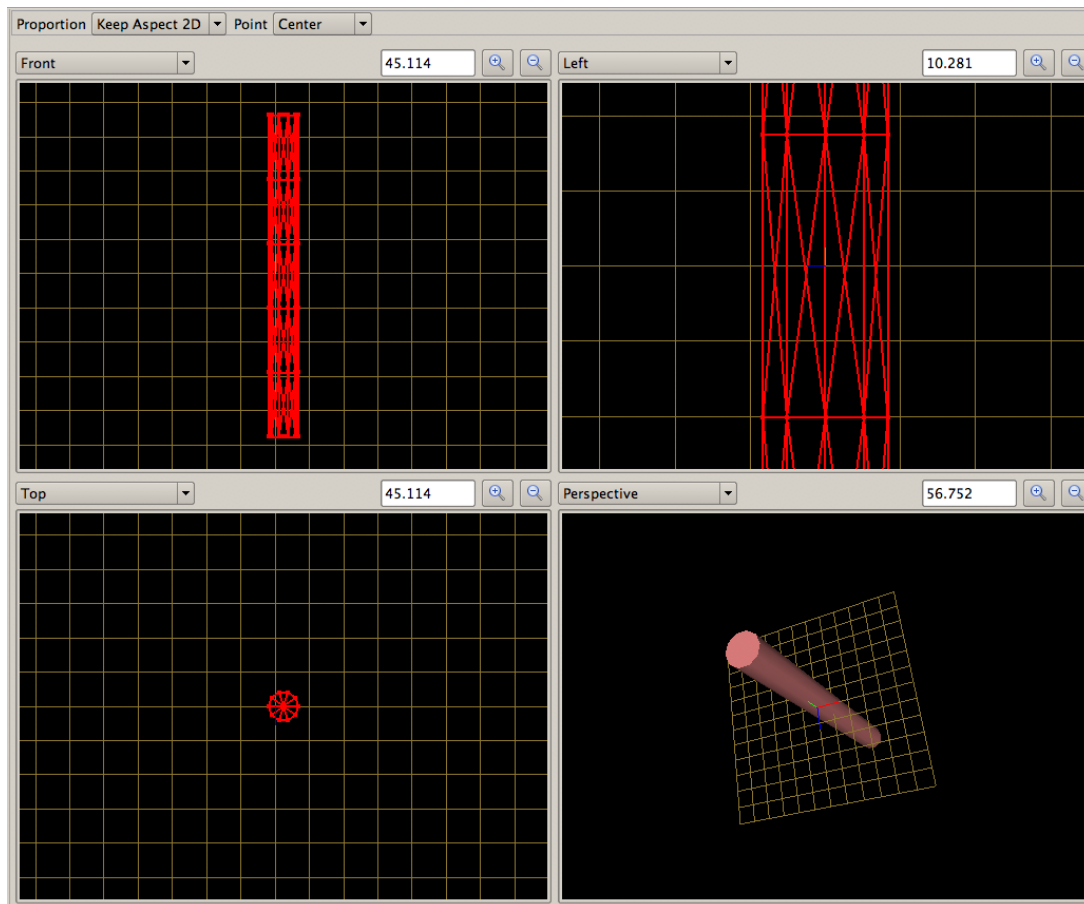 Proportion Keep Aspect 2D Point Center
Front 45.114 Left 10.281
Top 45.114 Perspective 56.752